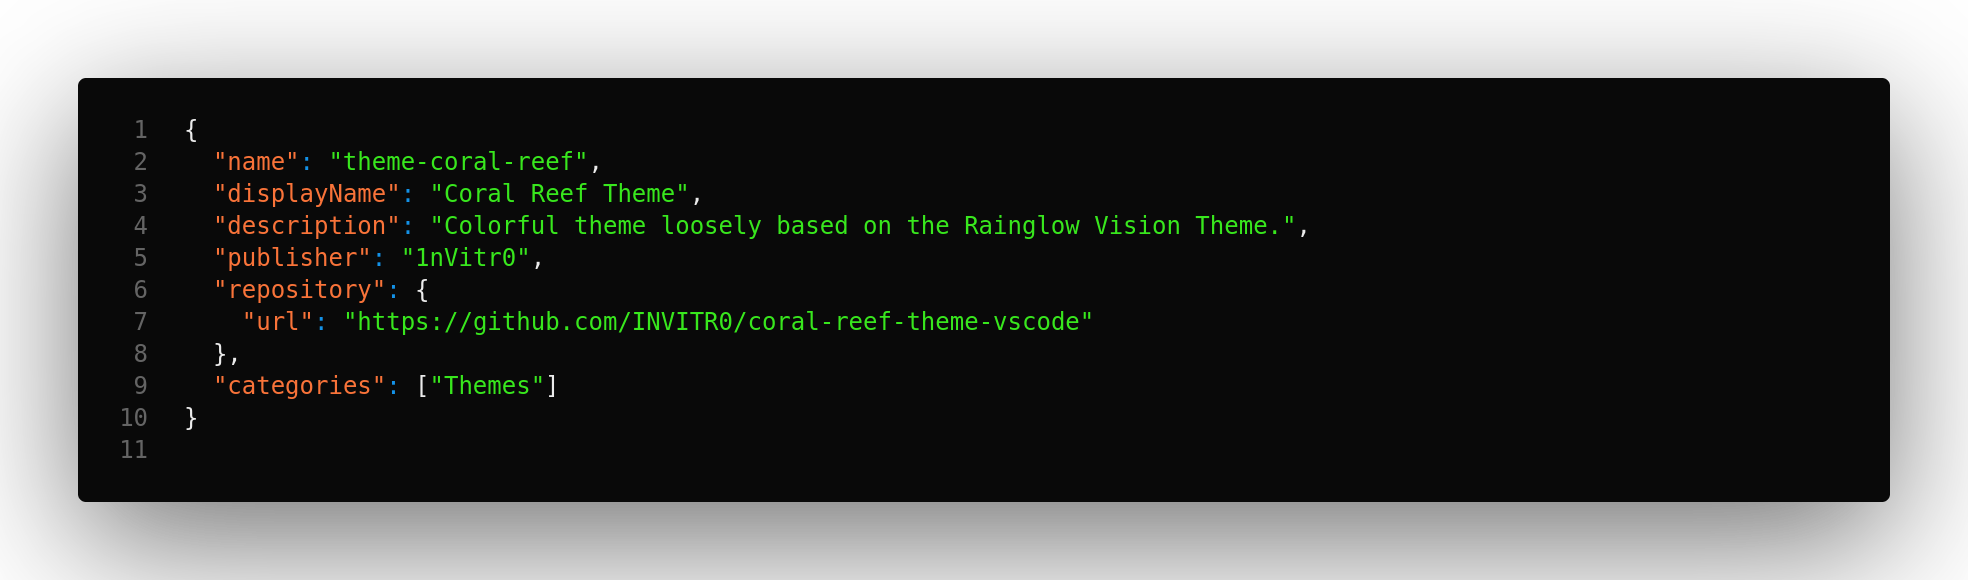 1 {
2   "name": "theme-coral-reef",
3   "displayName": "Coral Reef Theme",
4   "description": "Colorful theme loosely based on the Rainglow Vision Theme.",
5   "publisher": "1nVitr0",
6   "repository": {
7     "url": "https://github.com/INVITR0/coral-reef-theme-vscode"
8   },
9   "categories": ["Themes"]
10 }
11